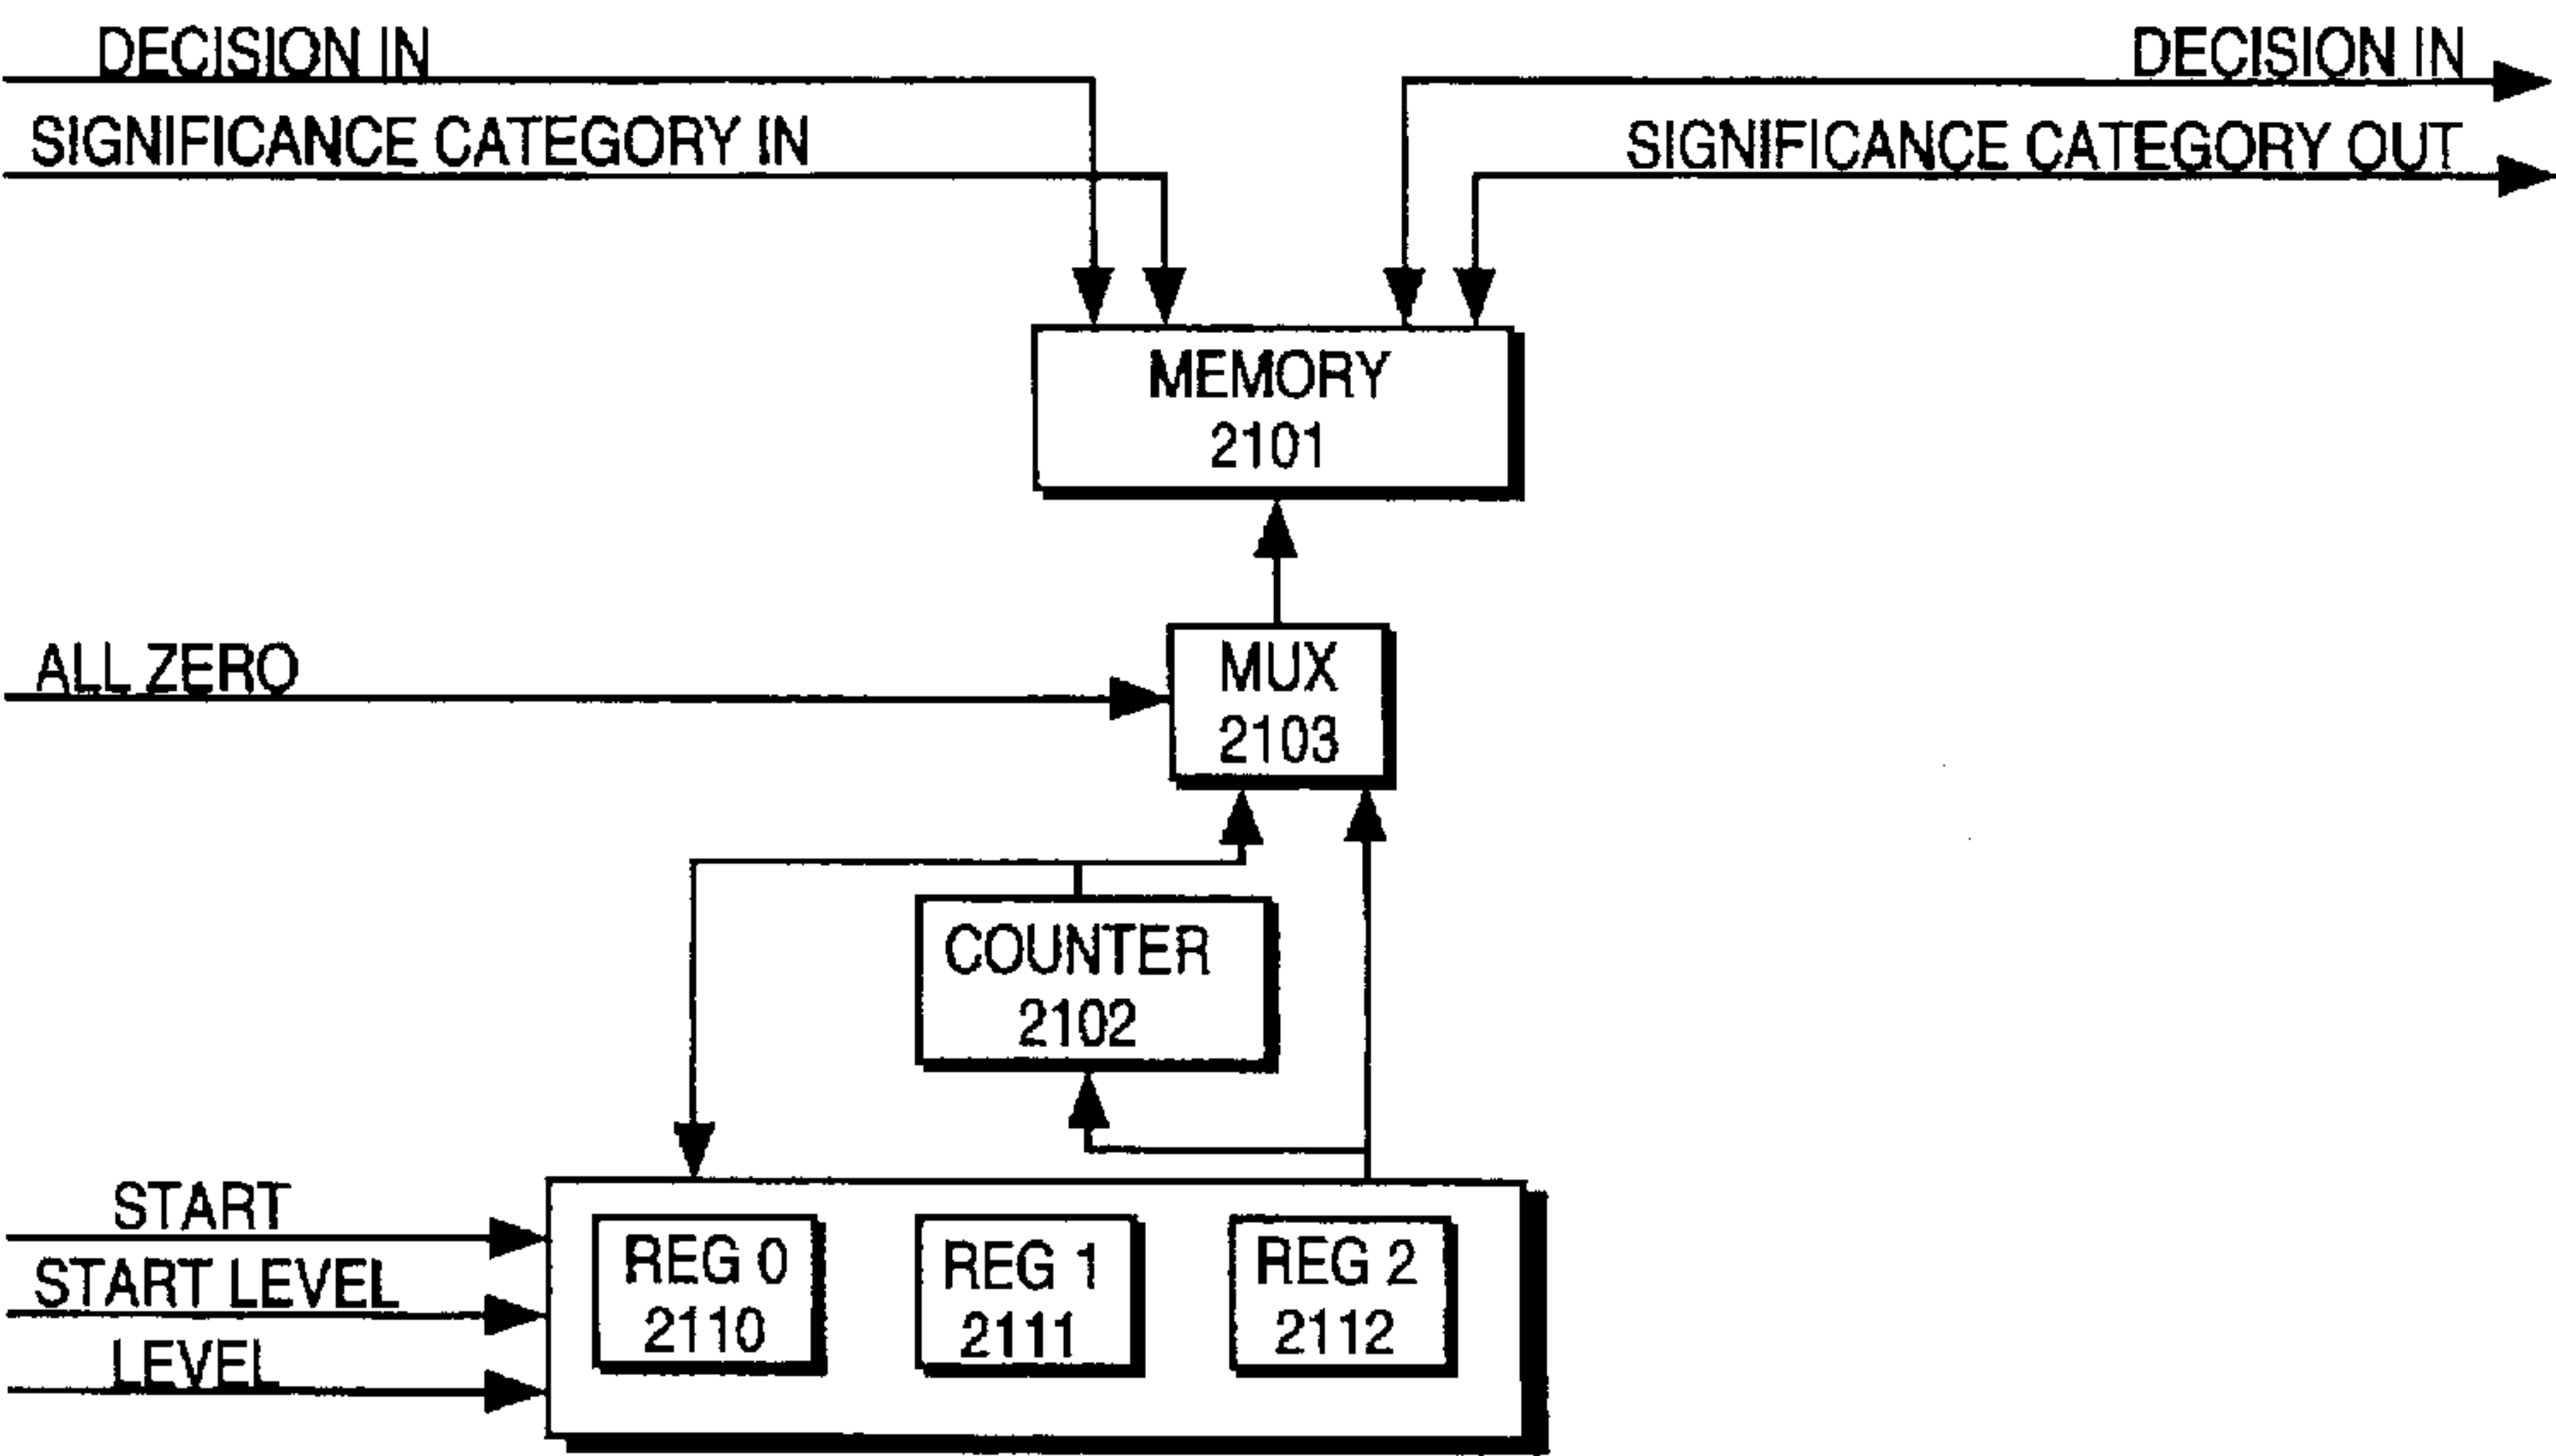 DECISION IN
DECISION IN
SIGNIFICANCE CATEGORY IN
SIGNIFICANCE CATEGORY OUT
MEMORY
2101
ALL ZERO
MUX
2103
COUNTER
2102
START
START LEVEL
LEVEL
REG 0
2110
REG 1
2111
REG 2
2112